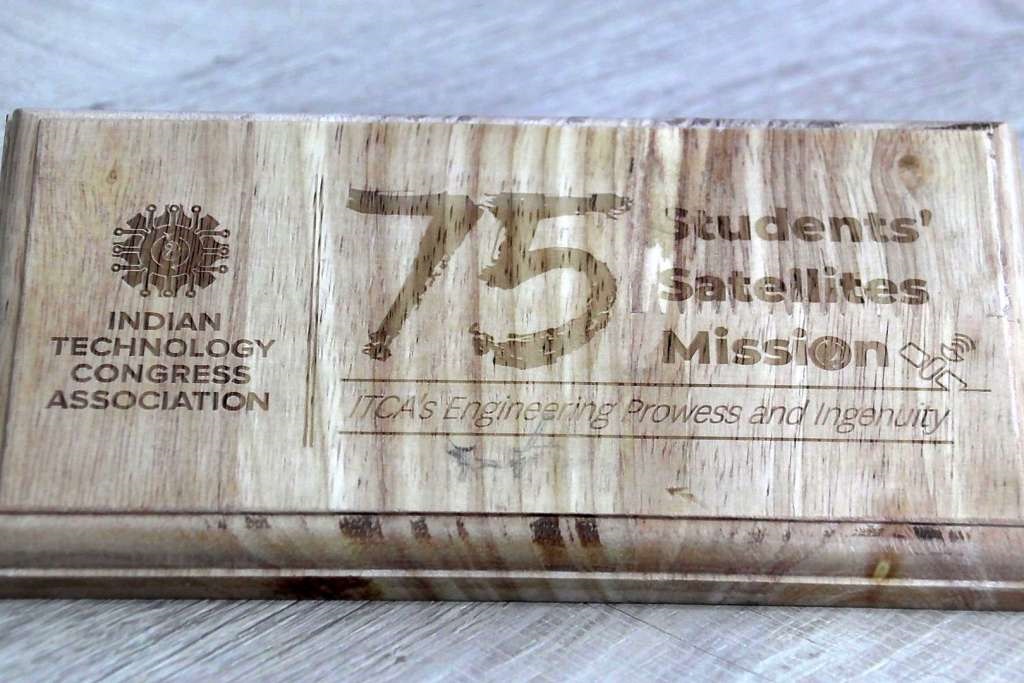 INDIAN
TECHNOLOGY
CONGRESS
ASSOCIATION
75
Students'
Satellites
Mission
ITCA's Engineering Prowess and Ingenuity